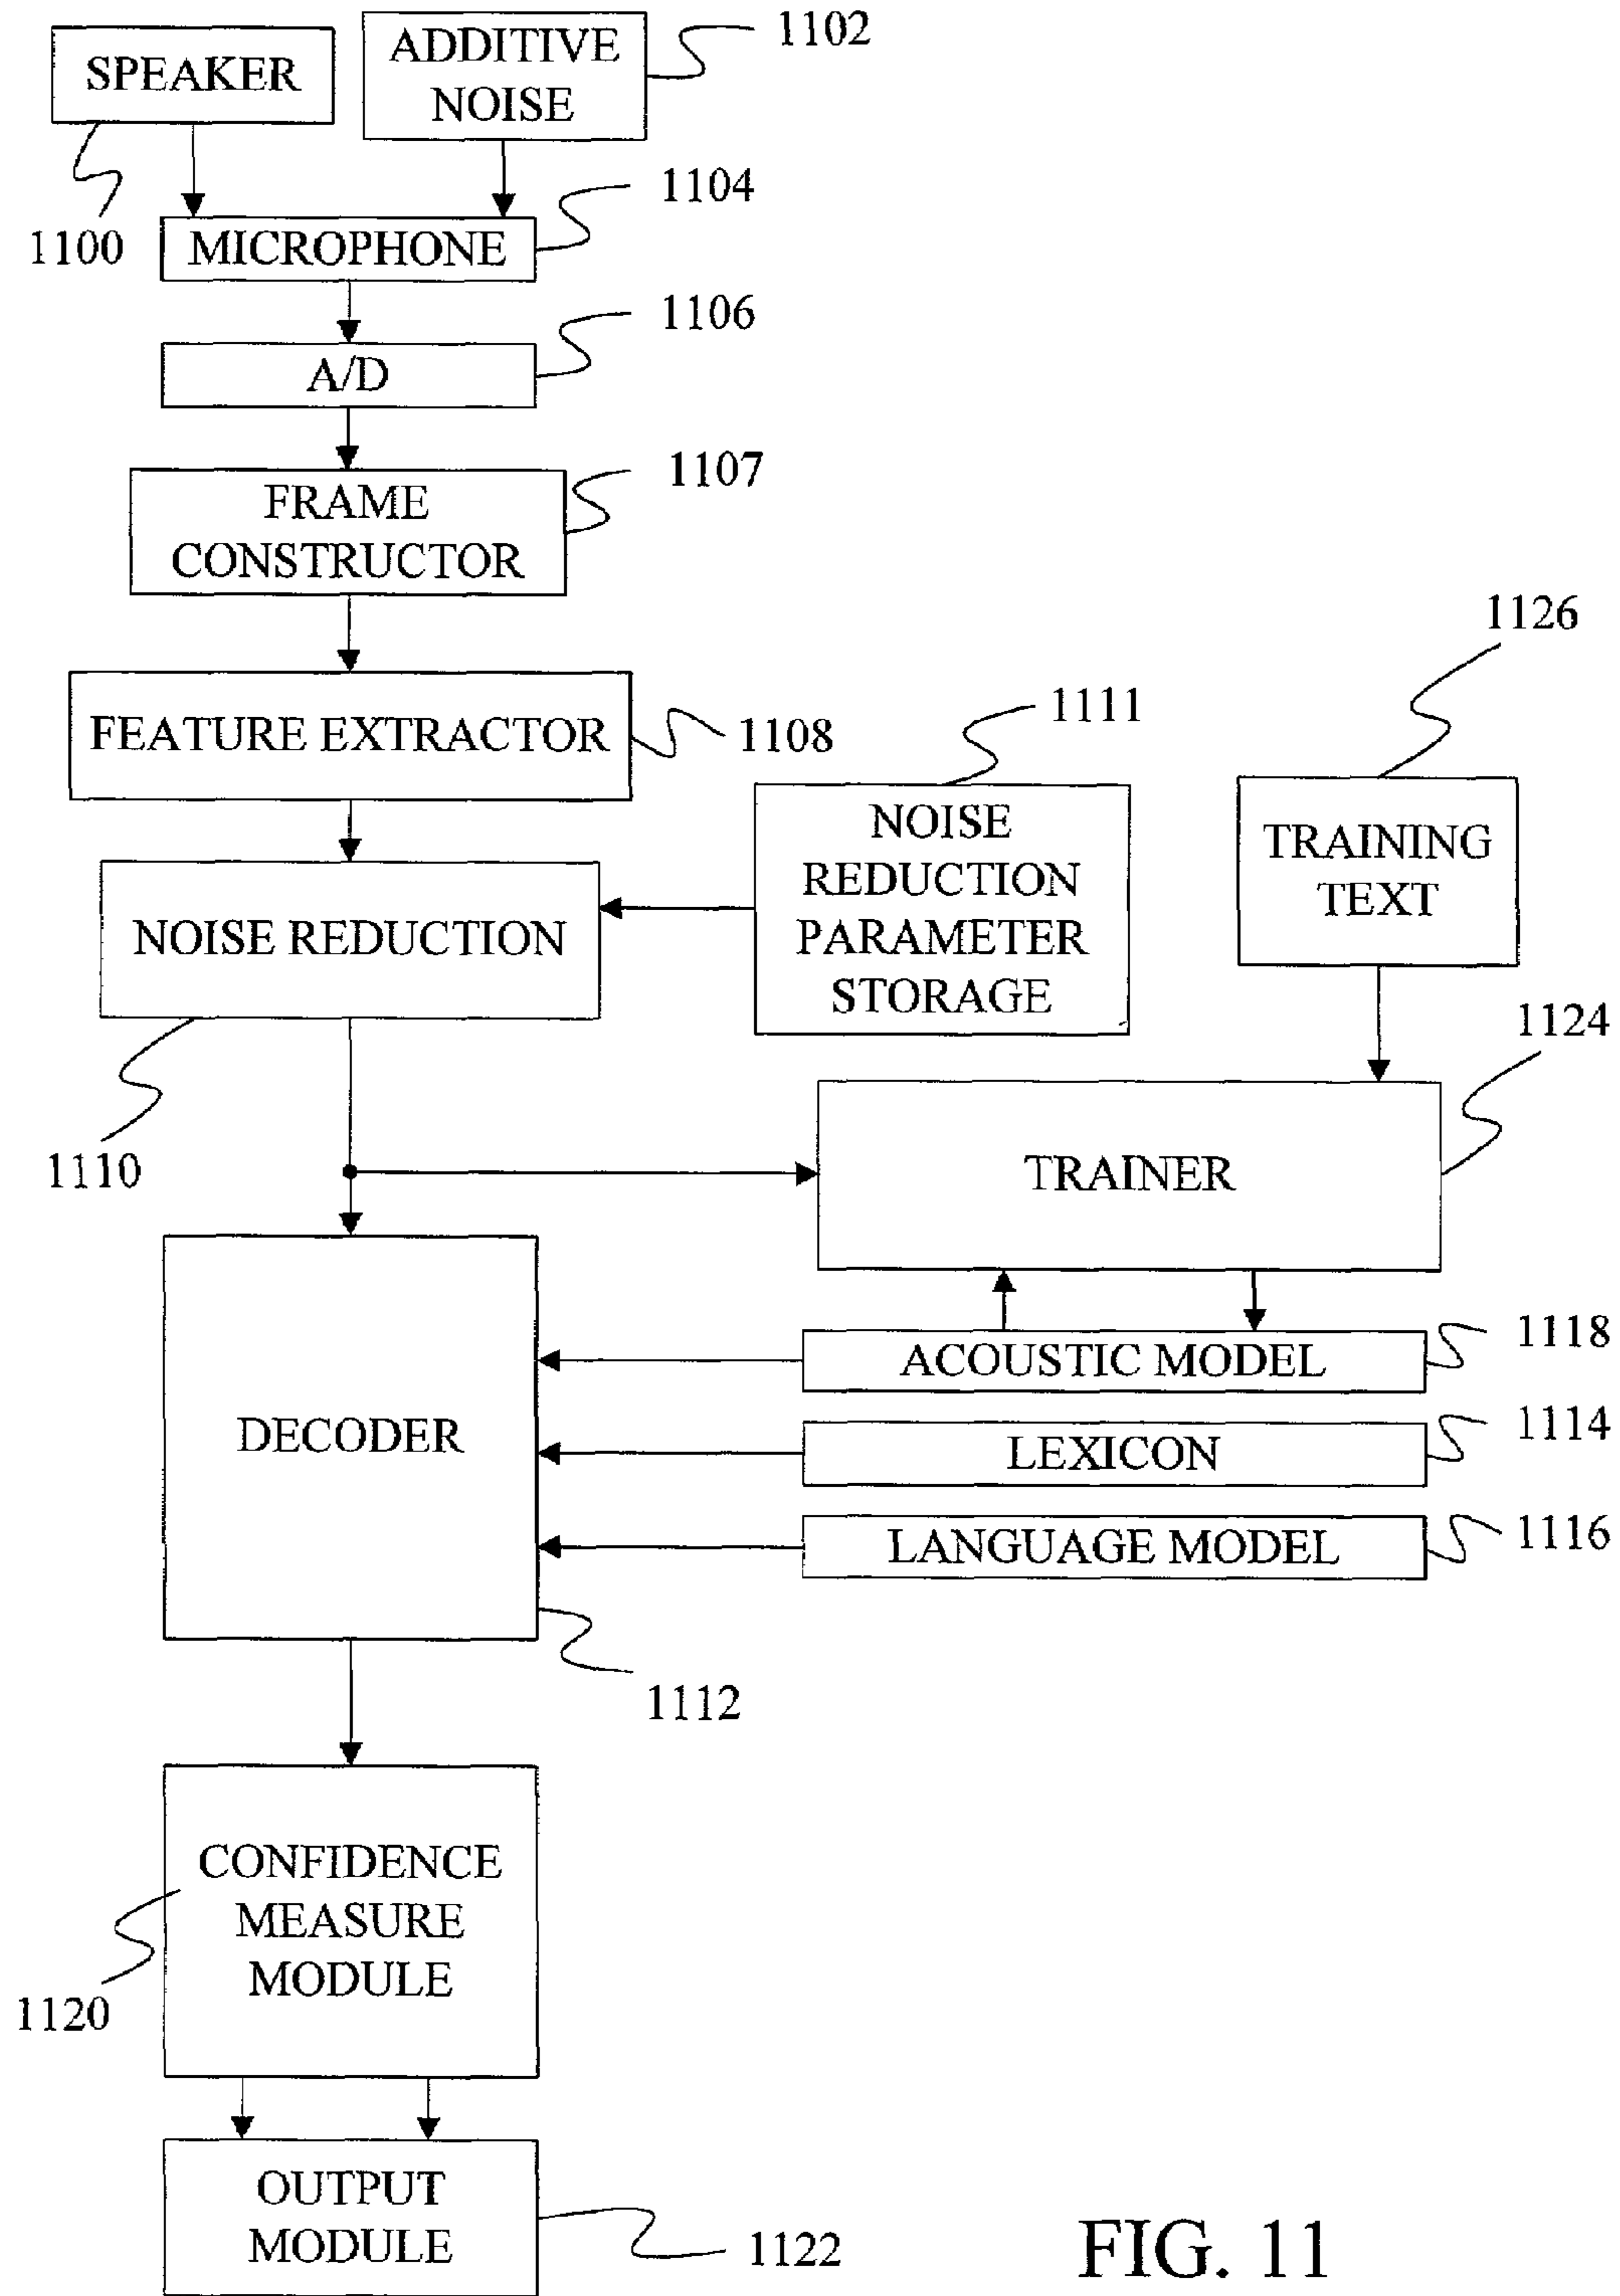 SPEAKER
ADDITIVE
NOISE
1102
1100
MICROPHONE
1104
A/D
1106
FRAME
CONSTRUCTOR
1107
FEATURE EXTRACTOR
1108
NOISE REDUCTION
1110
NOISE
REDUCTION
PARAMETER
STORAGE
1111
TRAINING
TEXT
1126
TRAINER
1124
DECODER
1112
ACOUSTIC MODEL
1118
LEXICON
1114
LANGUAGE MODEL
1116
CONFIDENCE
MEASURE
MODULE
1120
OUTPUT
MODULE
1122
FIG. 11